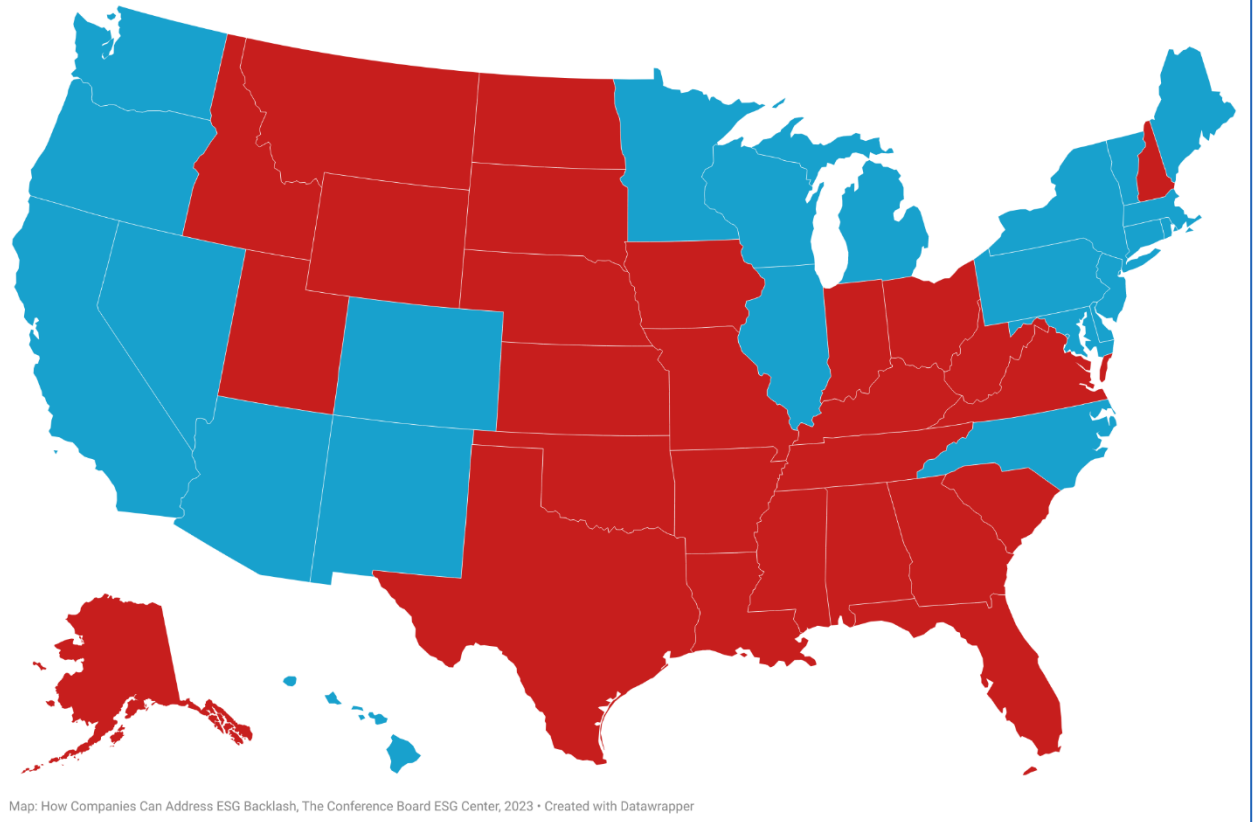 Map: How Companies Can Address ESG Backlash, The Conference Board ESG Center, 2023 • Created with Datawrapper